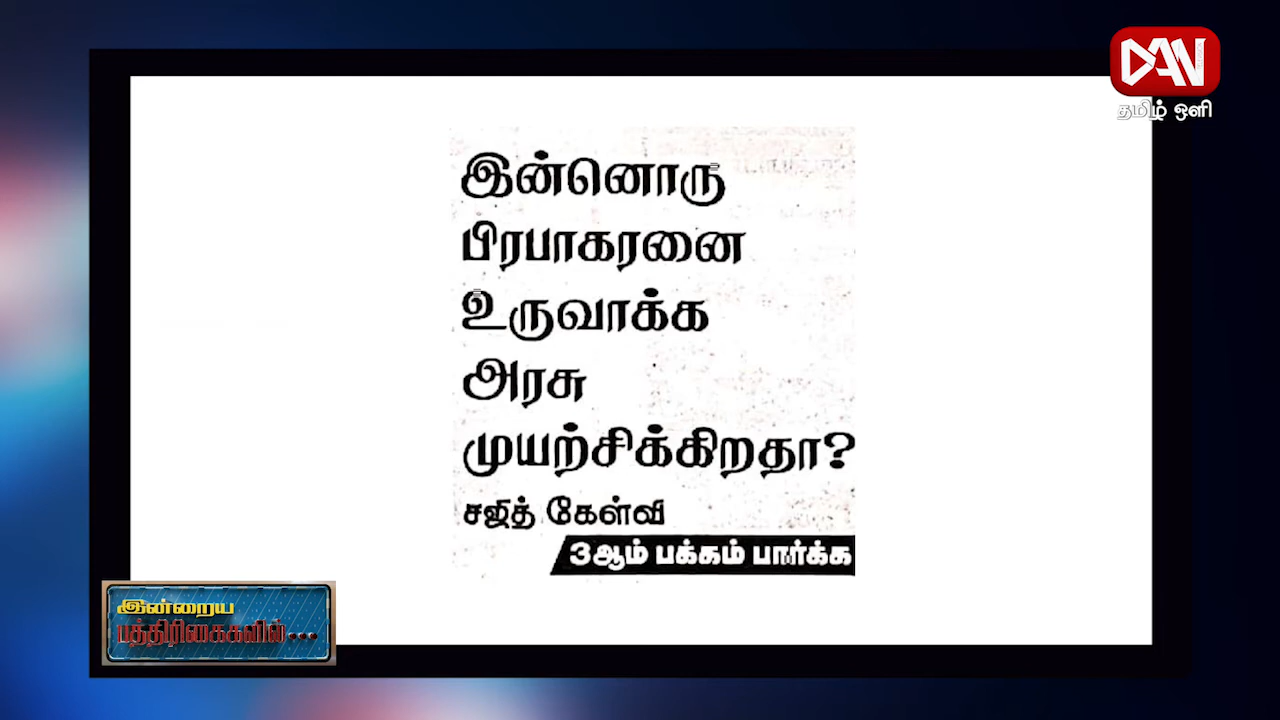 DAN
தமிழ் ஒளி
இன்னொரு
பிரபாகரனை
உருவாக்க
அரசு
முயற்சிக்கிறதா?
சஜித் கேள்வி
3ஆம் பக்கம் பார்க்க
இன்றைய
பத்திரிகைகளில்...